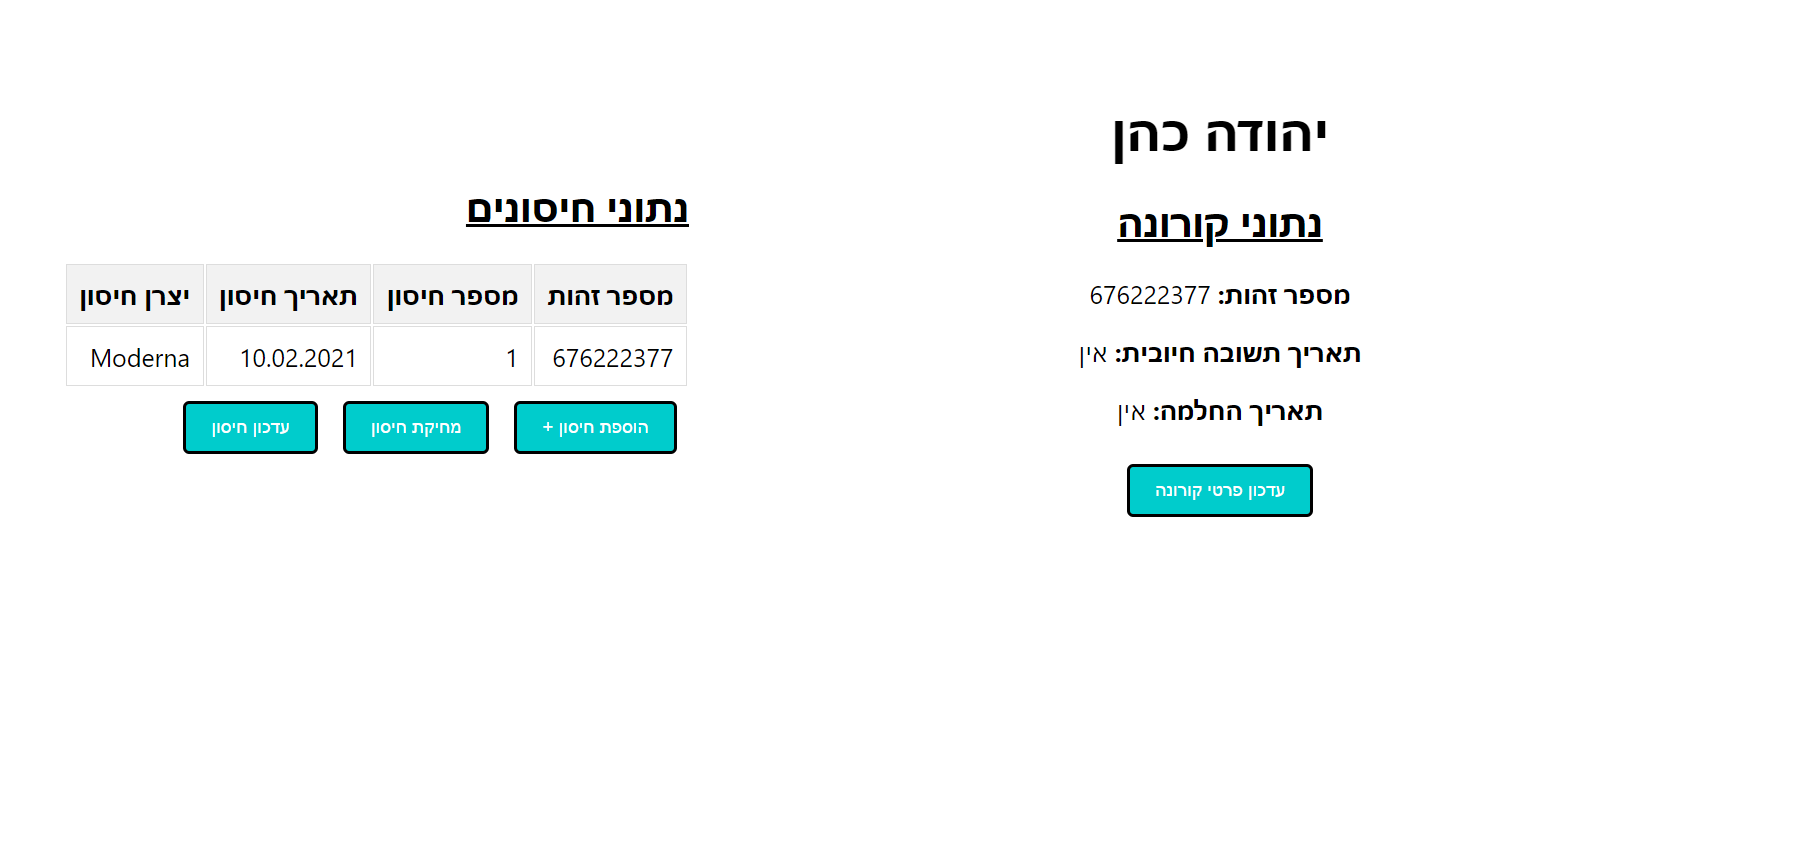 יהודה כהן
נתוני קורונה
מספר זהות: 676222377
תאריך תשובה חיובית: אין
תאריך החלמה: אין
עדכון פרטי קורונה
נתוני חיסונים
מספר זהות מספר חיסון תאריך חיסון יצרן חיסון
676222377 1 10.02.2021 Moderna
הוספת חיסון + מחיקת חיסון עדכון חיסון